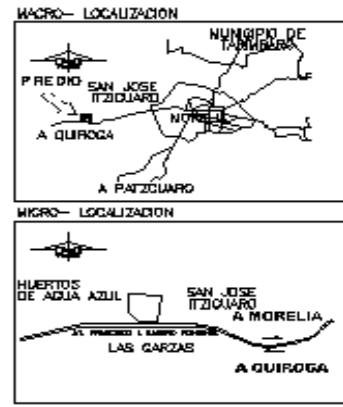 MACRO- LOCALIZACION
MUNICIPIO DE
TARIMBARO
PREDIO
SAN JOSE
ITZICUARO
A QUIROGA
A PATZCUARO
MICRO- LOCALIZACION
HUERTOS
DE AGUA AZUL
SAN JOSE
ITZICUARO
A MORELIA
LAS GARZAS
A QUIROGA